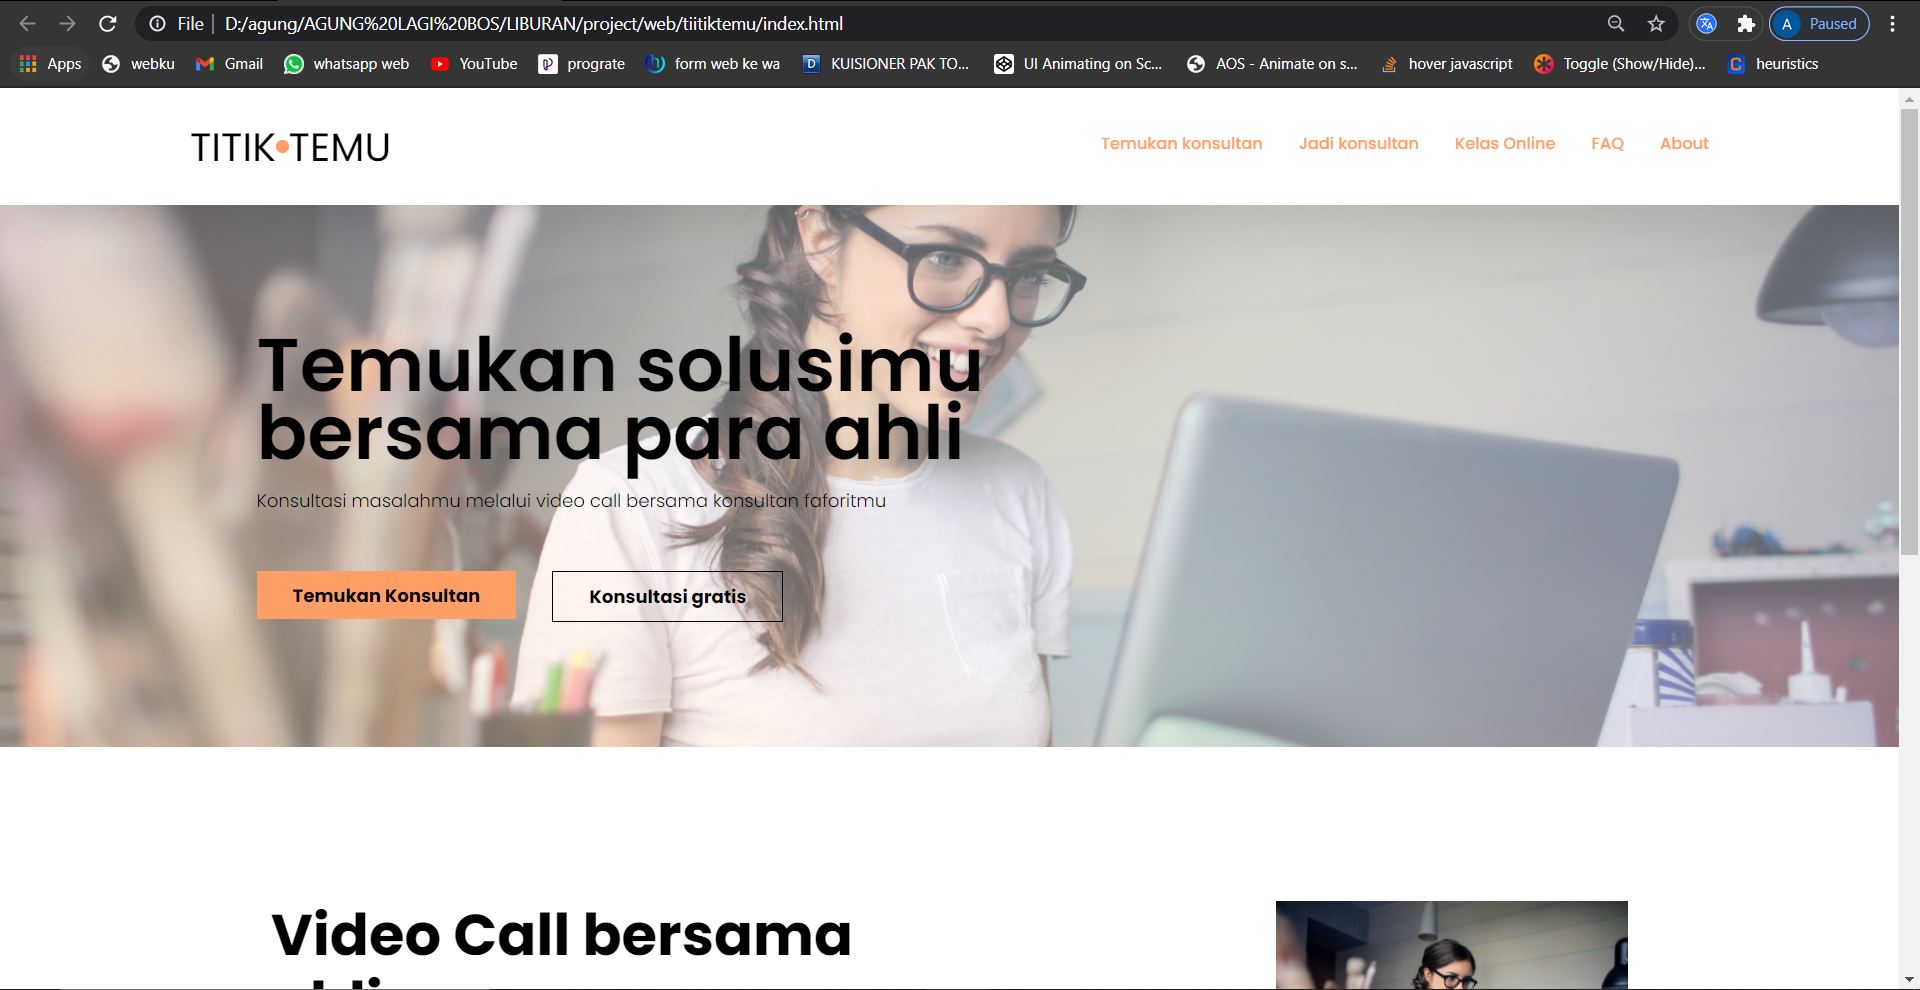 File D:/agung/AGUNG%20LAGI%20BOS/LIBURAN/project/web/tiitiktemu/index.html A Paused
Apps webku Gmail whatsapp web YouTube prograte form web ke wa D KUISIONER PAK TO... UI Animating on Sc... AOS - Animate on s... hover javascript Toggle (Show/Hide)... C heuristics
TITIK•TEMU Temukan konsultan Jadi konsultan Kelas Online FAQ About
Temukan solusimu
bersama para ahli
Konsultasi masalahmu melalui video call bersama konsultan faforitmu
Temukan Konsultan Konsultasi gratis
Video Call bersama
ahli